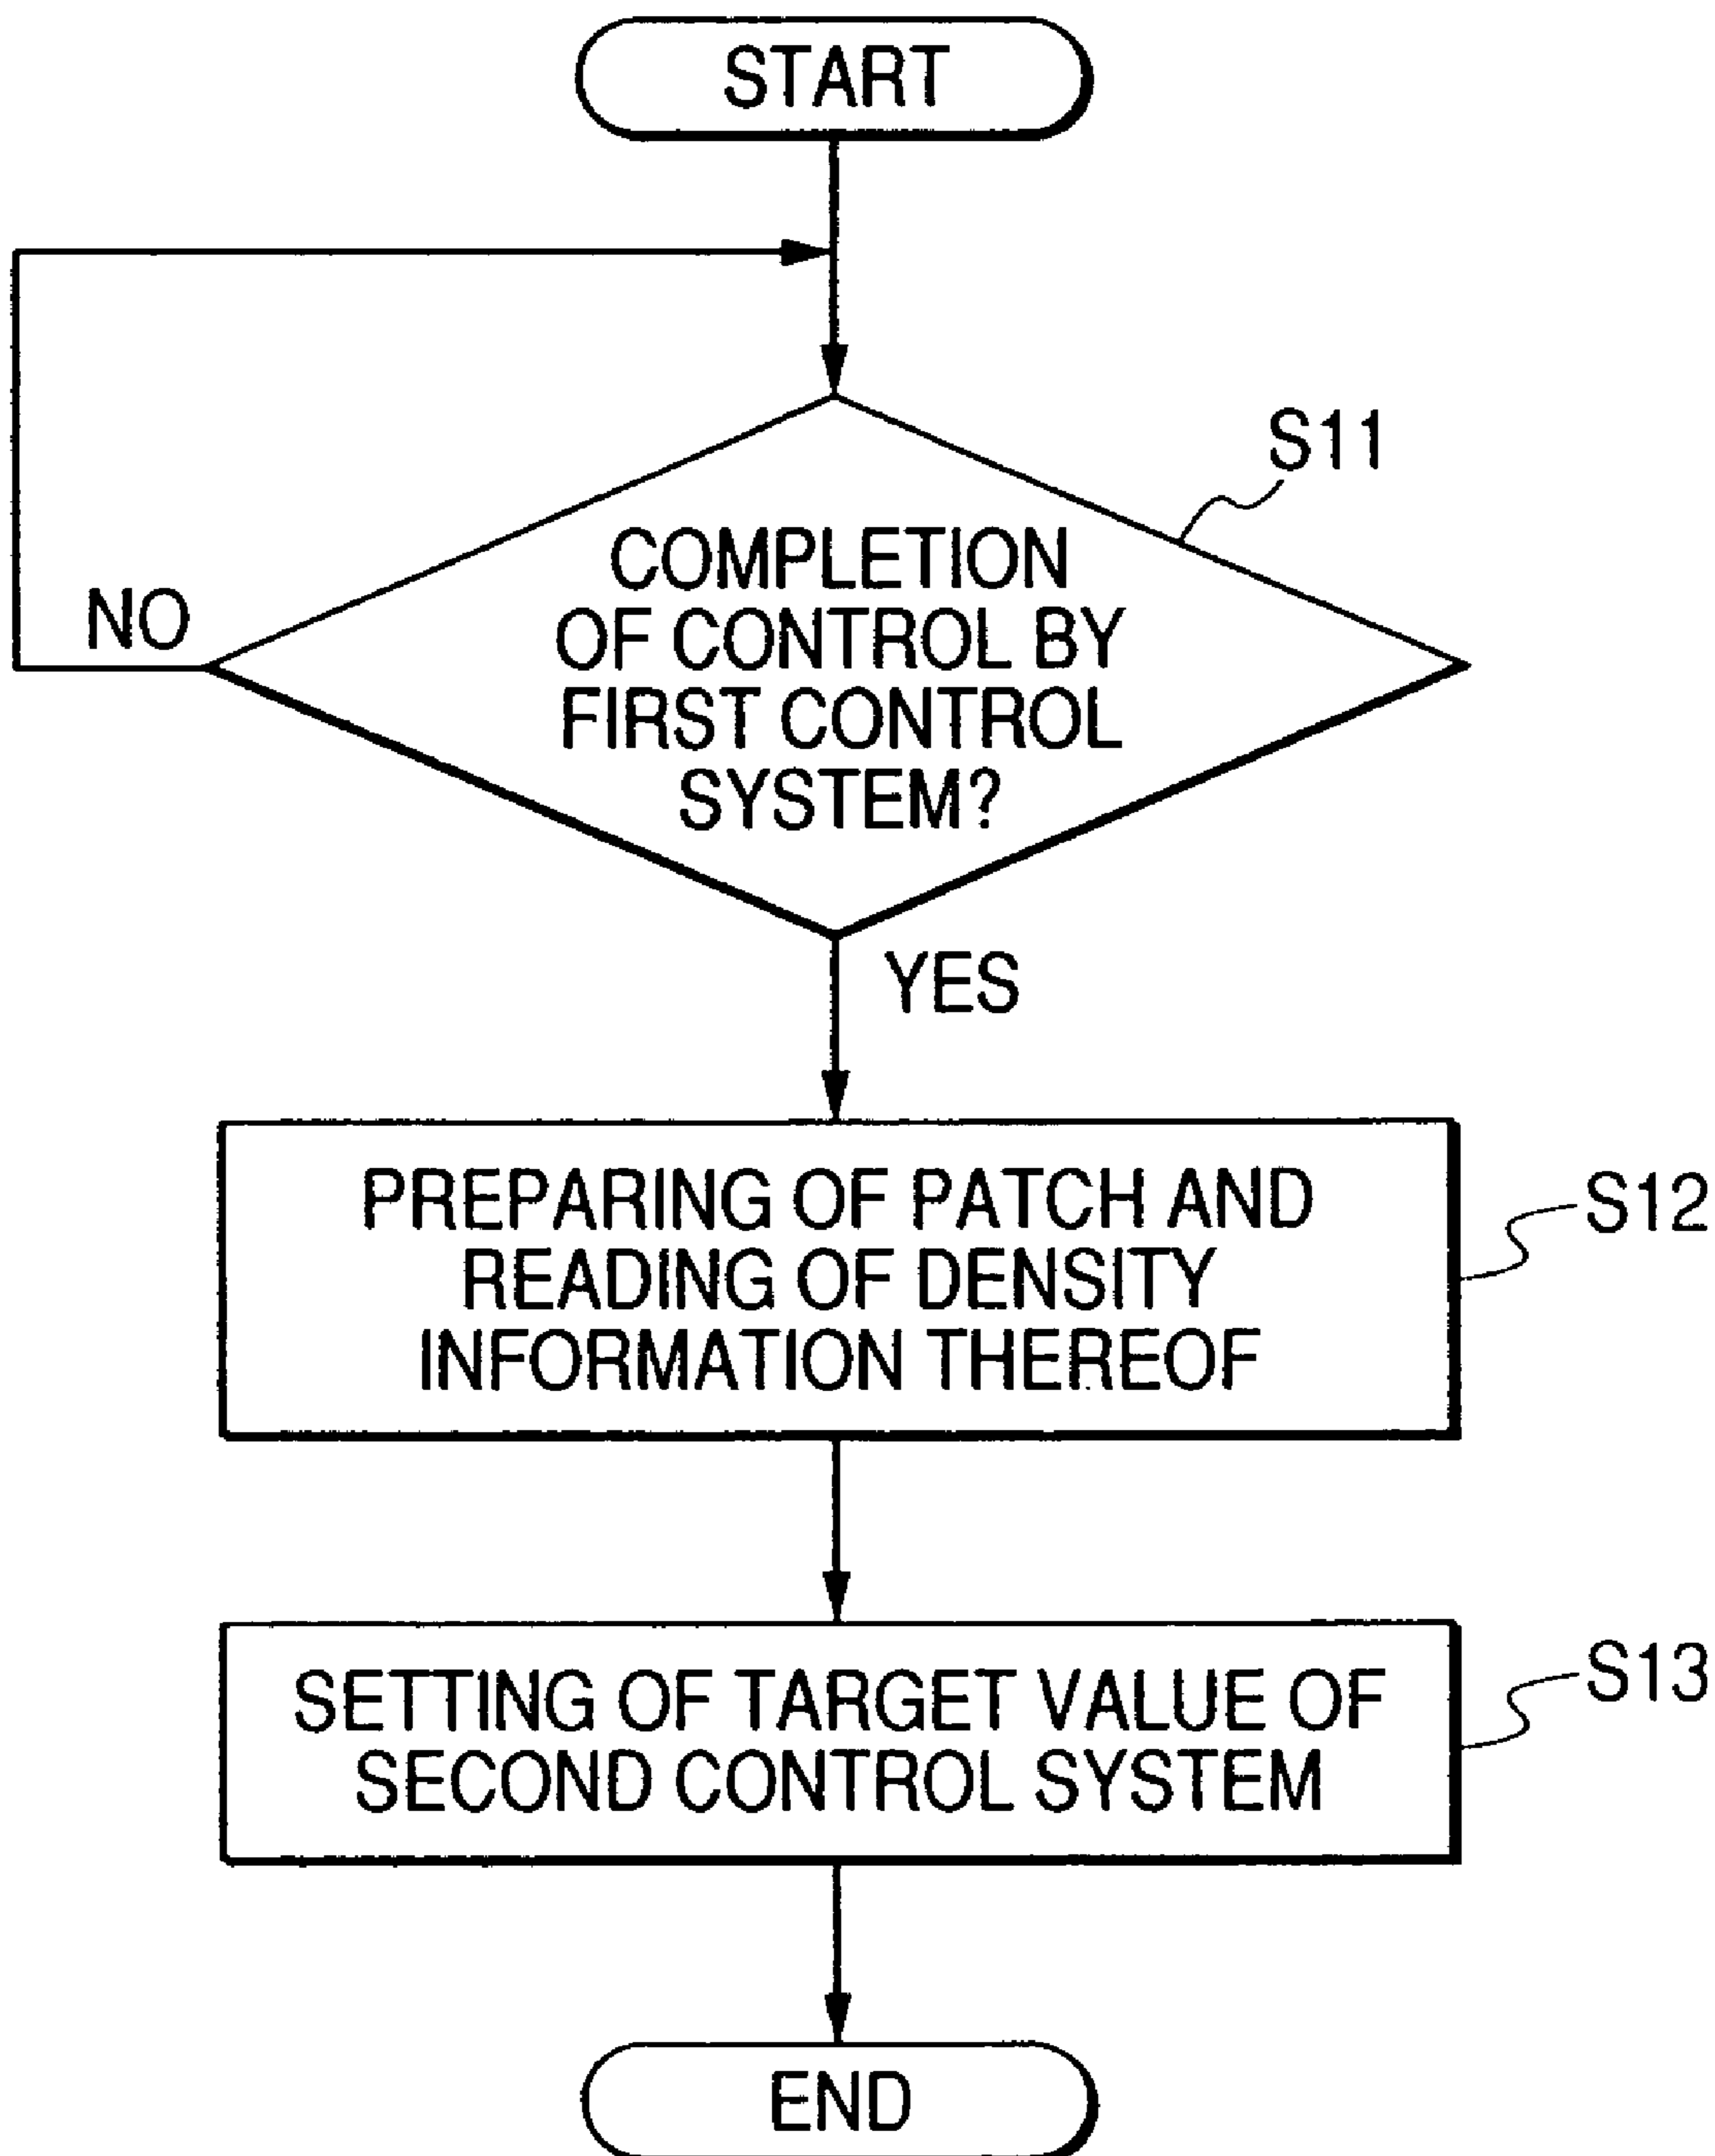 START
S11
COMPLETION
OF CONTROL BY
FIRST CONTROL
SYSTEM?
NO
YES
PREPARING OF PATCH AND
READING OF DENSITY
INFORMATION THEREOF
S12
SETTING OF TARGET VALUE OF
SECOND CONTROL SYSTEM
S13
END